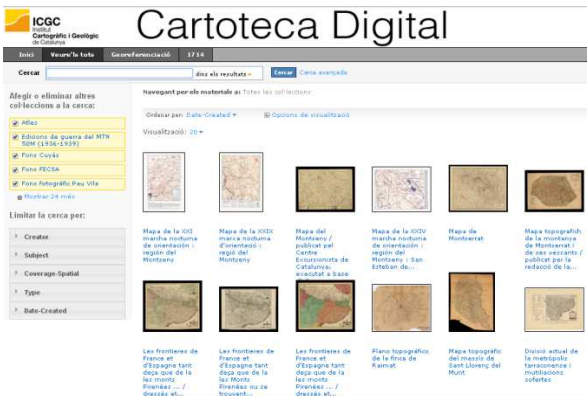 ICGC
Institut
Cartogràfic i Geològic
de Catalunya
Cartoteca Digital
Inici Veure'ls tots Georeferenciació 1714
Cercar dins els resultats Cercar Cerca avançada
Afegir o eliminar altres
col·leccions a la cerca:
Atles
Edicions de guerra del MTN
50M (1936-1939)
Fons Cuyàs
Fons FECSA
Fons fotogràfic Pau Vila
Mostrar 24 més
Limitar la cerca per:
Creator
Subject
Coverage-Spatial
Type
Date-Created
Navegant per els materials a: Totes les col·leccions
Ordenar per: Date-Created Opcions de visualització
Visualització: 20
Mapa de la XXI
marcha nocturna
de orientación :
región del
Montseny
Mapa de la XXIX
marxa nocturna
d'orientació :
regió del
Montseny
Mapa del
Montseny /
publicat pel
Centre
Excursionista de
Catalunya;
executat a base
Mapa de la XXIV
marcha nocturna
de orientación :
región del
Montseny : San
Esteban de...
Mapa de
Montserrat
Mapa topografich
de la montanya
de Montserrat i
de ses vessants /
publicat per la
redacció de la...
Les frontieres de
France et
d'Espagne tant
deça que de la
les monts
Pirenées ... /
dressés et...
Les frontieres de
France et
d'Espagne tant
deça que de la
les Monts
Pirenées ou se
trouvant...
Les frontieres de
France et
d'Espagne tant
deça que de la
les monts
Pirenées ... /
dressés et...
Plano topográfico
de la finca de
Raimat
Mapa topogràfic
del massís de
Sant Llorenç del
Munt
Divisió actual de
la metròpolis
tarraconense i
mutilacions
sofertes